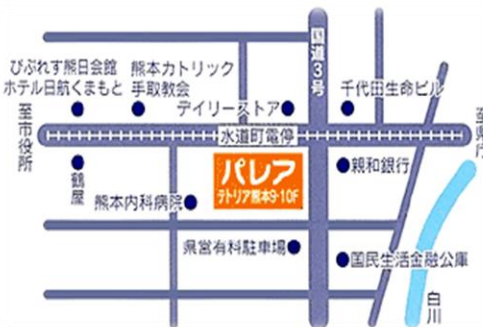 国道3号
びぷれす熊日会館
ホテル日航くまもと
熊本カトリック
手取教会
デイリーストア
千代田生命ビル
至市役所
水道町電停
至県庁
鶴屋
パレア
テトリア熊本9・10F
親和銀行
熊本内科病院
県営有料駐車場
国民生活金融公庫
白川